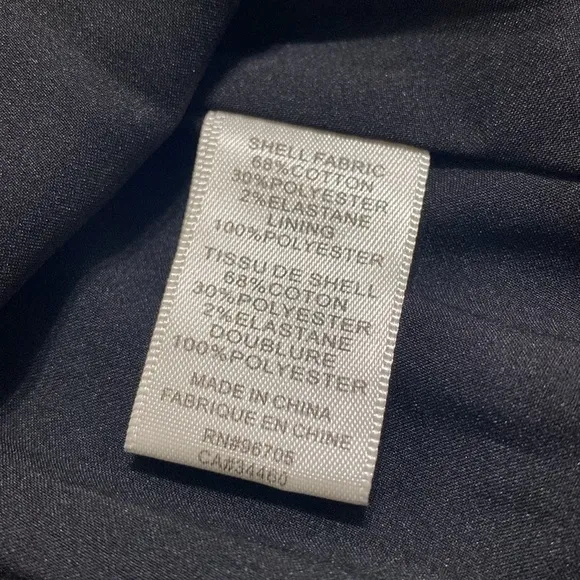 SHELL FABRIC
68%COTTON
30%POLYESTER
2%ELASTANE
LINING
100%POLYESTER
TISSU DE SHELL
68%COTON
30%POLYESTER
2%ELASTANE
DOUBLURE
100%POLYESTER
MADE IN CHINA
FABRIQUE EN CHINE
RN#96705
CA#34460